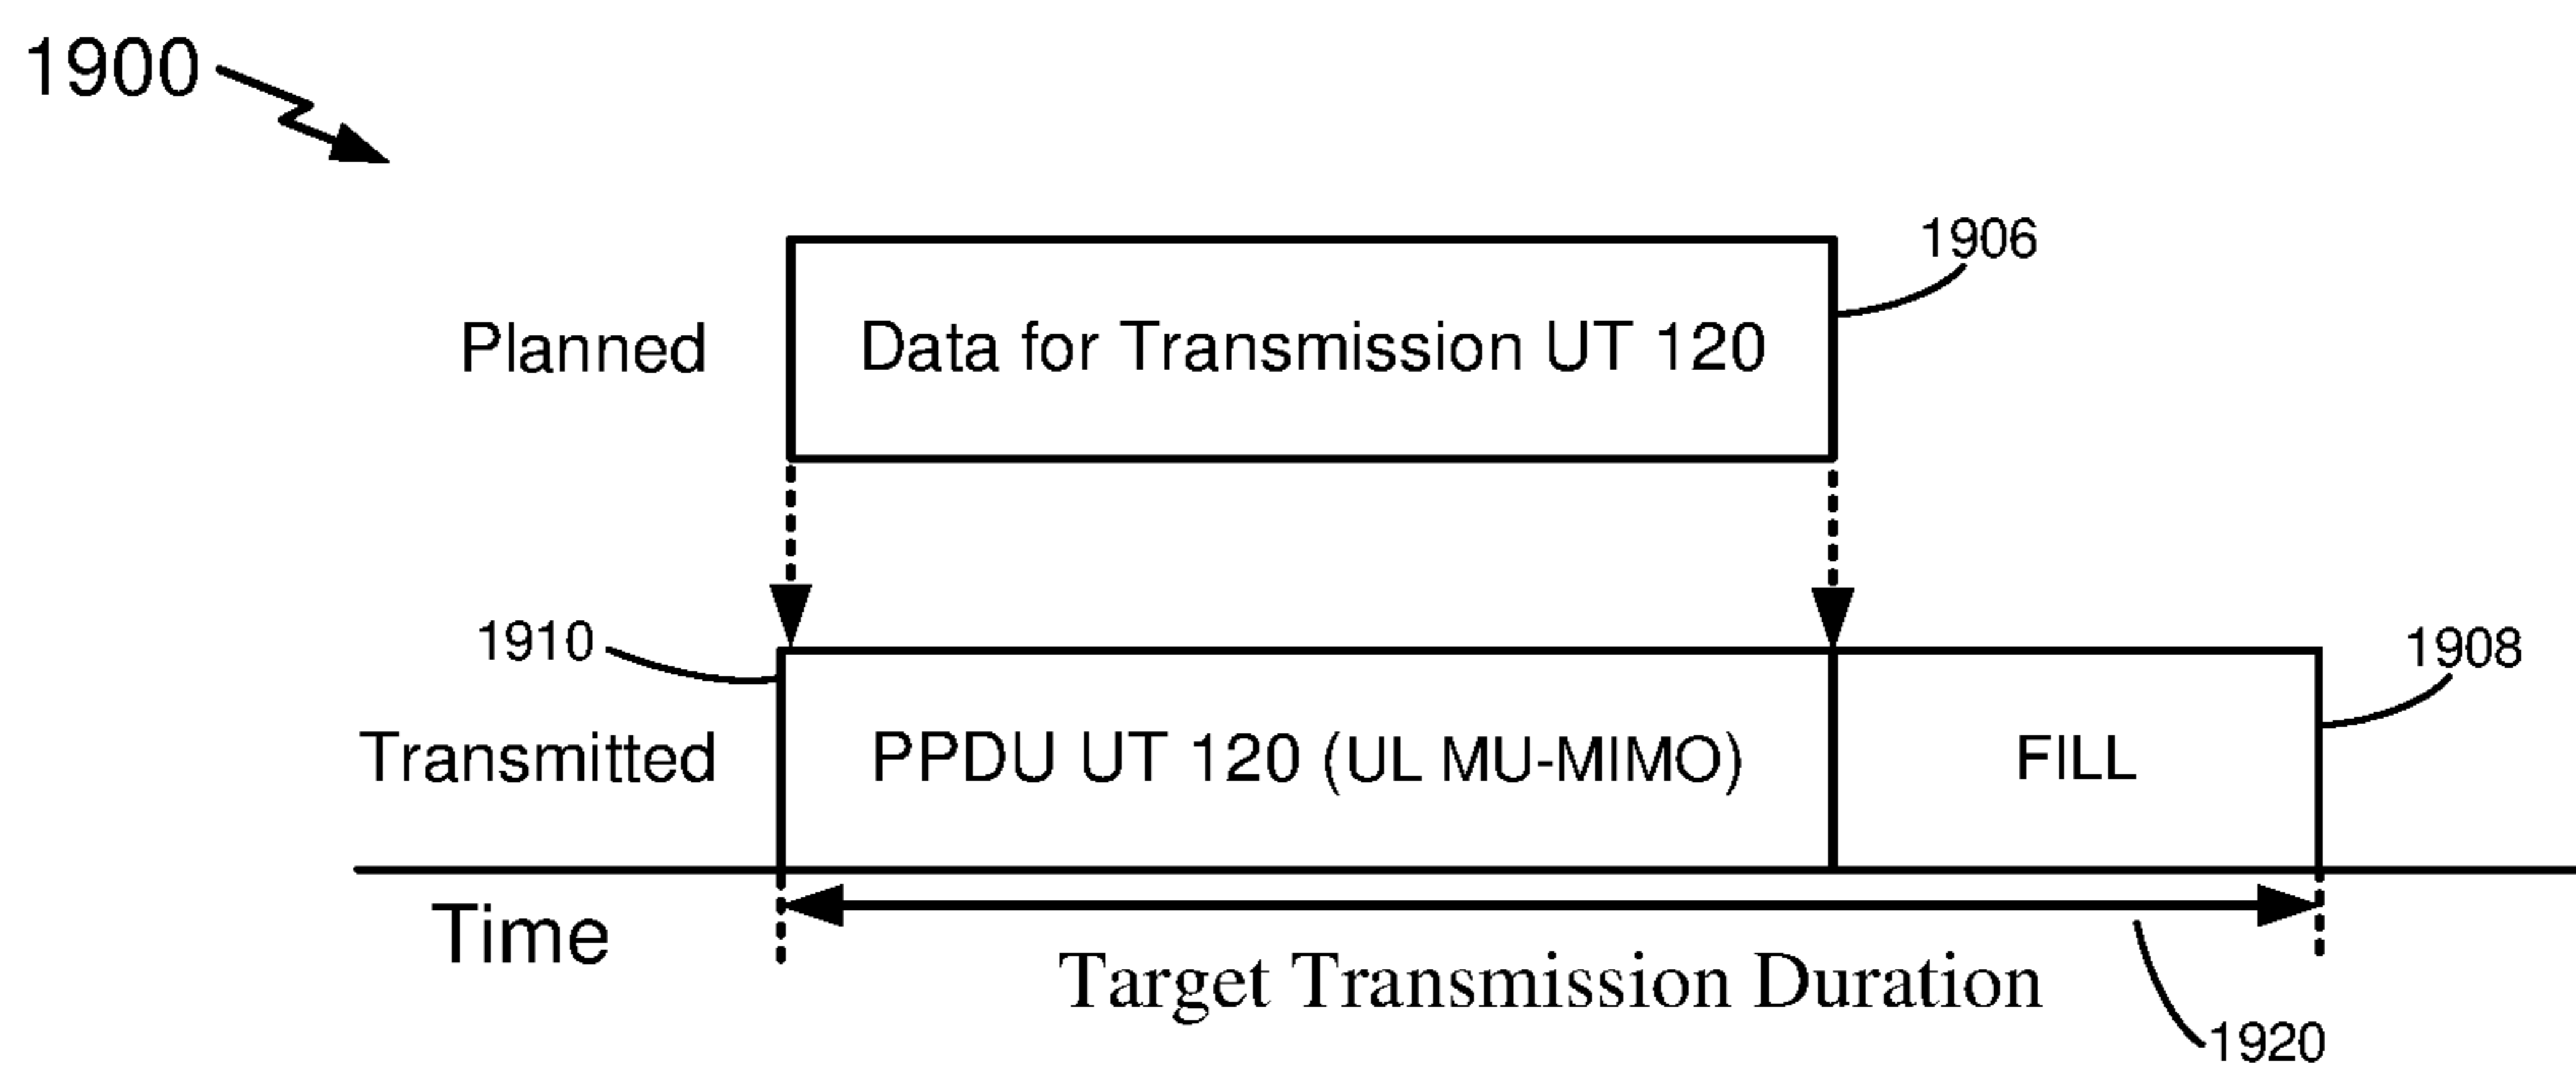 1900
1906
Planned
Data for Transmission UT 120
1910
1908
Transmitted
PPDU UT 120 (UL MU-MIMO)
FILL
Time
Target Transmission Duration
1920